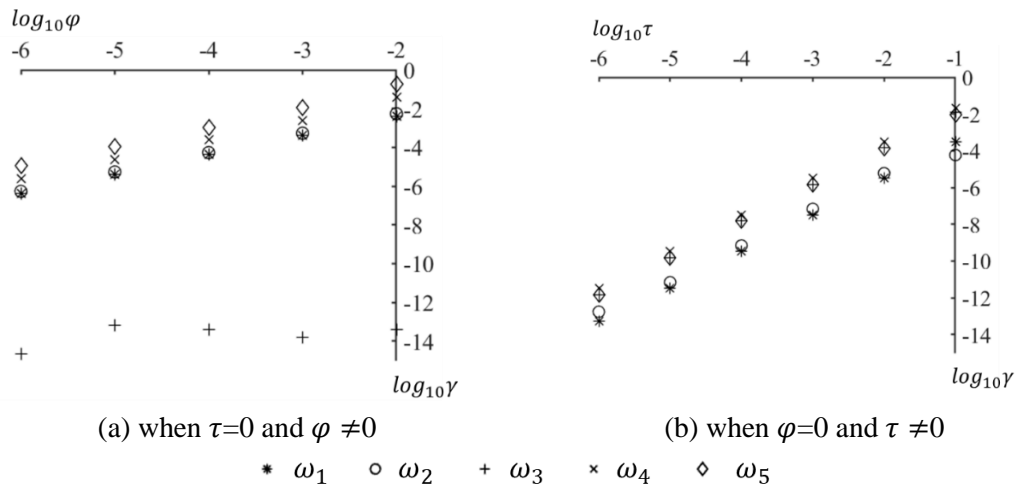 log₁₀φ
-6 -5 -4 -3 -2
0
-2
-4
-6
-8
-10
-12
-14
log₁₀γ
(a) when τ=0 and φ ≠0
log₁₀τ
-6 -5 -4 -3 -2 -1
0
-2
-4
-6
-8
-10
-12
-14
log₁₀γ
(b) when φ=0 and τ ≠0
* ω₁ ○ ω₂ + ω₃ × ω₄ ◇ ω₅